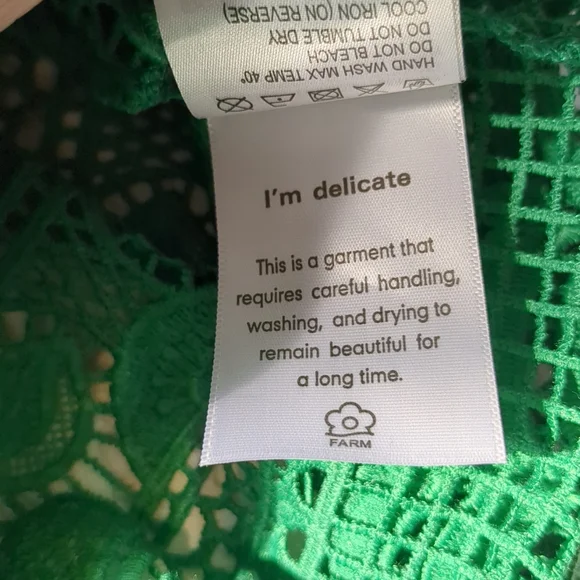 HAND WASH MAX TEMP 40°
DO NOT BLEACH
DO NOT TUMBLE DRY
COOL IRON (ON REVERSE)
I'm delicate
This is a garment that
requires careful handling,
washing, and drying to
remain beautiful for
a long time.
FARM